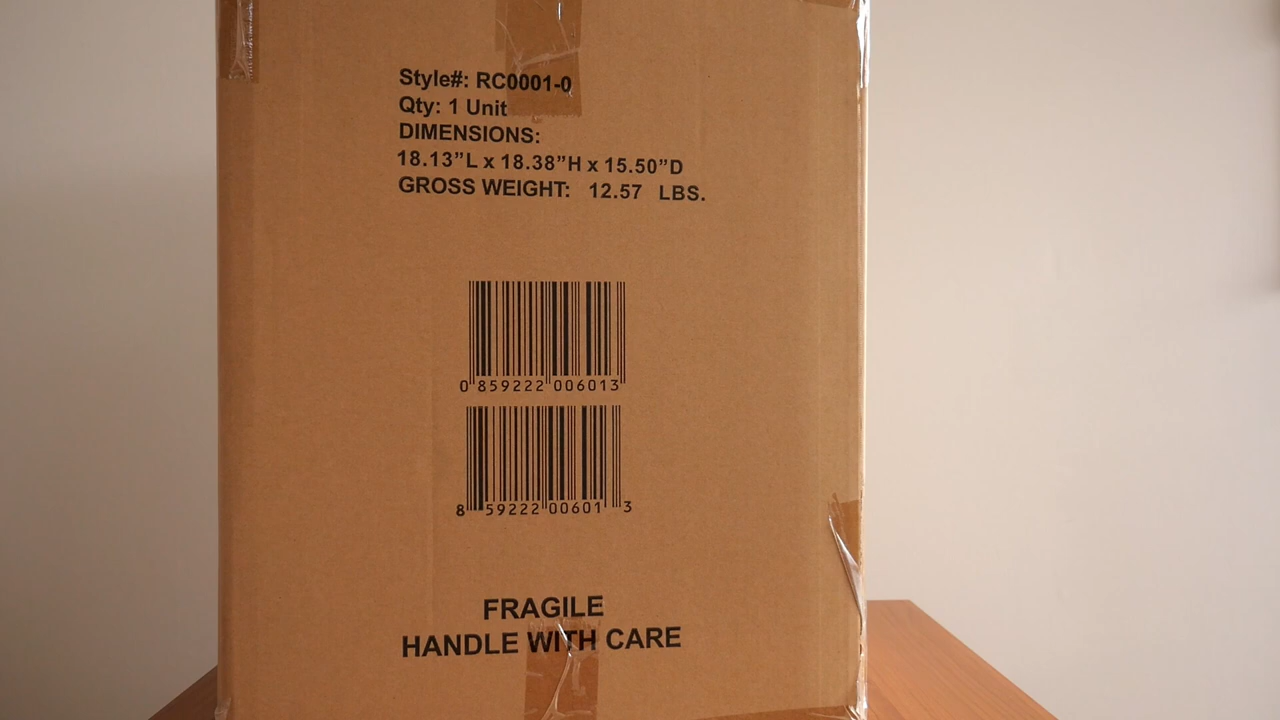 Style#: RC0001-0
Qty: 1 Unit
DIMENSIONS:
18.13”L x 18.38”H x 15.50”D
GROSS WEIGHT: 12.57 LBS.
0 859222 006013
8 59222 00601 3
FRAGILE
HANDLE WITH CARE